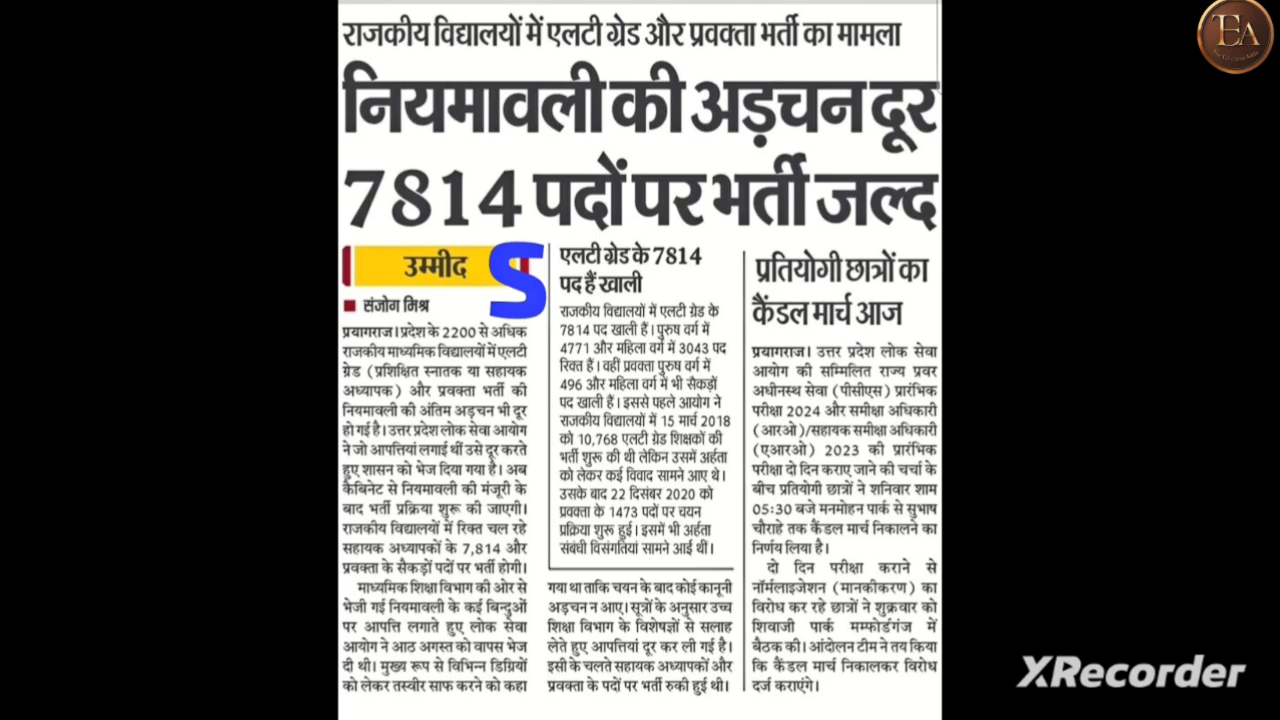 राजकीय विद्यालयों में एलटी ग्रेड और प्रवक्ता भर्ती का मामला
नियमावली की अड़चन दूर
7814 पदों पर भर्ती जल्द
उम्मीद
S
संजोग मिश्र
प्रयागराज। प्रदेश के 2200 से अधिक
राजकीय माध्यमिक विद्यालयों में एलटी
ग्रेड (प्रशिक्षित स्नातक या सहायक
अध्यापक) और प्रवक्ता भर्ती की
नियमावली की अंतिम अड़चन भी दूर
हो गई है। उत्तर प्रदेश लोक सेवा आयोग
ने जो आपत्तियां लगाई थीं उसे दूर करते
हुए शासन को भेज दिया गया है। अब
कैबिनेट से नियमावली की मंजूरी के
बाद भर्ती प्रक्रिया शुरू की जाएगी।
राजकीय विद्यालयों में रिक्त चल रहे
सहायक अध्यापकों के 7,814 और
प्रवक्ता के सैकड़ों पदों पर भर्ती होगी।
माध्यमिक शिक्षा विभाग की ओर से
भेजी गई नियमावली के कई बिन्दुओं
पर आपत्ति लगाते हुए लोक सेवा
आयोग ने आठ अगस्त को वापस भेज
दी थी। मुख्य रूप से विभिन्न डिग्रियों
को लेकर तस्वीर साफ करने को कहा
एलटी ग्रेड के 7814
पद हैं खाली
राजकीय विद्यालयों में एलटी ग्रेड के
7814 पद खाली हैं। पुरुष वर्ग में
4771 और महिला वर्ग में 3043 पद
रिक्त हैं। वहीं प्रवक्ता पुरुष वर्ग में
496 और महिला वर्ग में भी सैकड़ों
पद खाली हैं। इससे पहले आयोग ने
राजकीय विद्यालयों में 15 मार्च 2018
को 10,768 एलटी ग्रेड शिक्षकों की
भर्ती शुरू की थी लेकिन उसमें अर्हता
को लेकर कई विवाद सामने आए थे।
उसके बाद 22 दिसंबर 2020 को
प्रवक्ता के 1473 पदों पर चयन
प्रक्रिया शुरू हुई। इसमें भी अर्हता
संबंधी विसंगतियां सामने आई थीं।
गया था ताकि चयन के बाद कोई कानूनी
अड़चन न आए। सूत्रों के अनुसार उच्च
शिक्षा विभाग के विशेषज्ञों से सलाह
लेते हुए आपत्तियां दूर कर ली गई है।
इसी के चलते सहायक अध्यापकों और
प्रवक्ता के पदों पर भर्ती रुकी हुई थी।
प्रतियोगी छात्रों का
कैंडल मार्च आज
प्रयागराज। उत्तर प्रदेश लोक सेवा
आयोग की सम्मिलित राज्य प्रवर
अधीनस्थ सेवा (पीसीएस) प्रारंभिक
परीक्षा 2024 और समीक्षा अधिकारी
(आरओ)/सहायक समीक्षा अधिकारी
(एआरओ) 2023 की प्रारंभिक
परीक्षा दो दिन कराए जाने की चर्चा के
बीच प्रतियोगी छात्रों ने शनिवार शाम
05:30 बजे मनमोहन पार्क से सुभाष
चौराहे तक कैंडल मार्च निकालने का
निर्णय लिया है।
दो दिन परीक्षा कराने से
नॉर्मलाइजेशन (मानकीकरण) का
विरोध कर रहे छात्रों ने शुक्रवार को
शिवाजी पार्क मम्फोर्डगंज में
बैठक की। आंदोलन टीम ने तय किया
कि कैंडल मार्च निकालकर विरोध
दर्ज कराएंगे।
EA
XRecorder